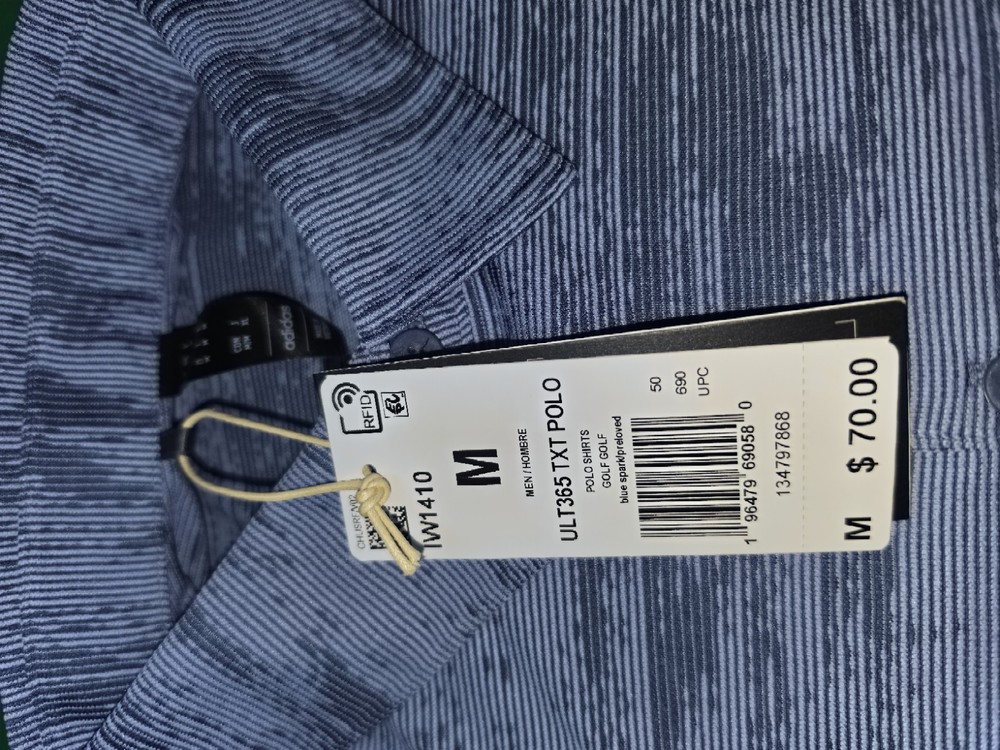 adidas
RFID
CHUSREN02
IW1410
M
MEN / HOMBRE
ULT365 TXT POLO
POLO SHIRTS
GOLF GOLF
blue spark/preloved
50
690
UPC
1 96479 69058 0
134797868
M $ 70.00